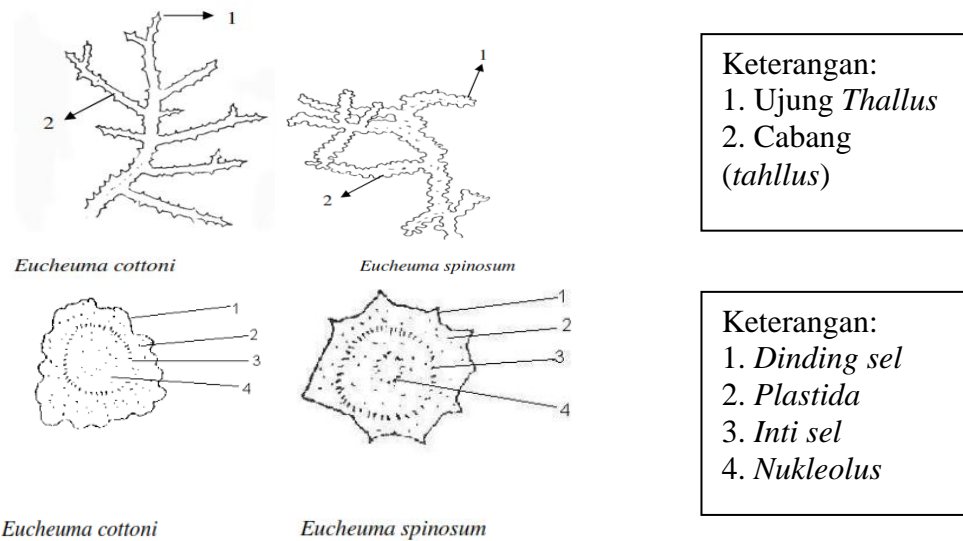 1
2
1
2
Keterangan:
1. Ujung Thallus
2. Cabang
(tahllus)
Eucheuma cottoni
Eucheuma spinosum
1
2
3
4
1
2
3
4
Keterangan:
1. Dinding sel
2. Plastida
3. Inti sel
4. Nukleolus
Eucheuma cottoni
Eucheuma spinosum